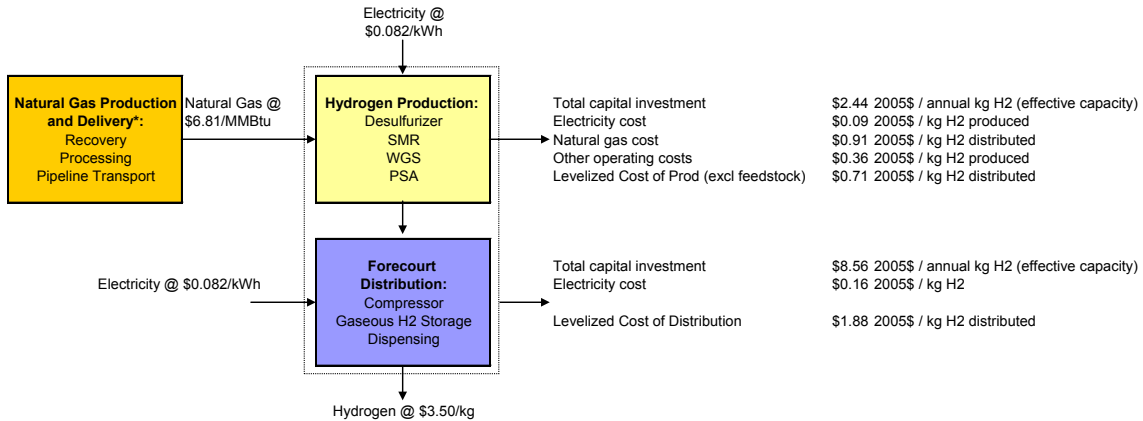 Electricity @
$0.082/kWh
Natural Gas Production
and Delivery*:
Recovery
Processing
Pipeline Transport
Natural Gas @
$6.81/MMBtu
Hydrogen Production:
Desulfurizer
SMR
WGS
PSA
Total capital investment $2.44 2005$ / annual kg H2 (effective capacity)
Electricity cost $0.09 2005$ / kg H2 produced
Natural gas cost $0.91 2005$ / kg H2 distributed
Other operating costs $0.36 2005$ / kg H2 produced
Levelized Cost of Prod (excl feedstock) $0.71 2005$ / kg H2 distributed
Electricity @ $0.082/kWh
Forecourt
Distribution:
Compressor
Gaseous H2 Storage
Dispensing
Total capital investment $8.56 2005$ / annual kg H2 (effective capacity)
Electricity cost $0.16 2005$ / kg H2
Levelized Cost of Distribution $1.88 2005$ / kg H2 distributed
Hydrogen @ $3.50/kg